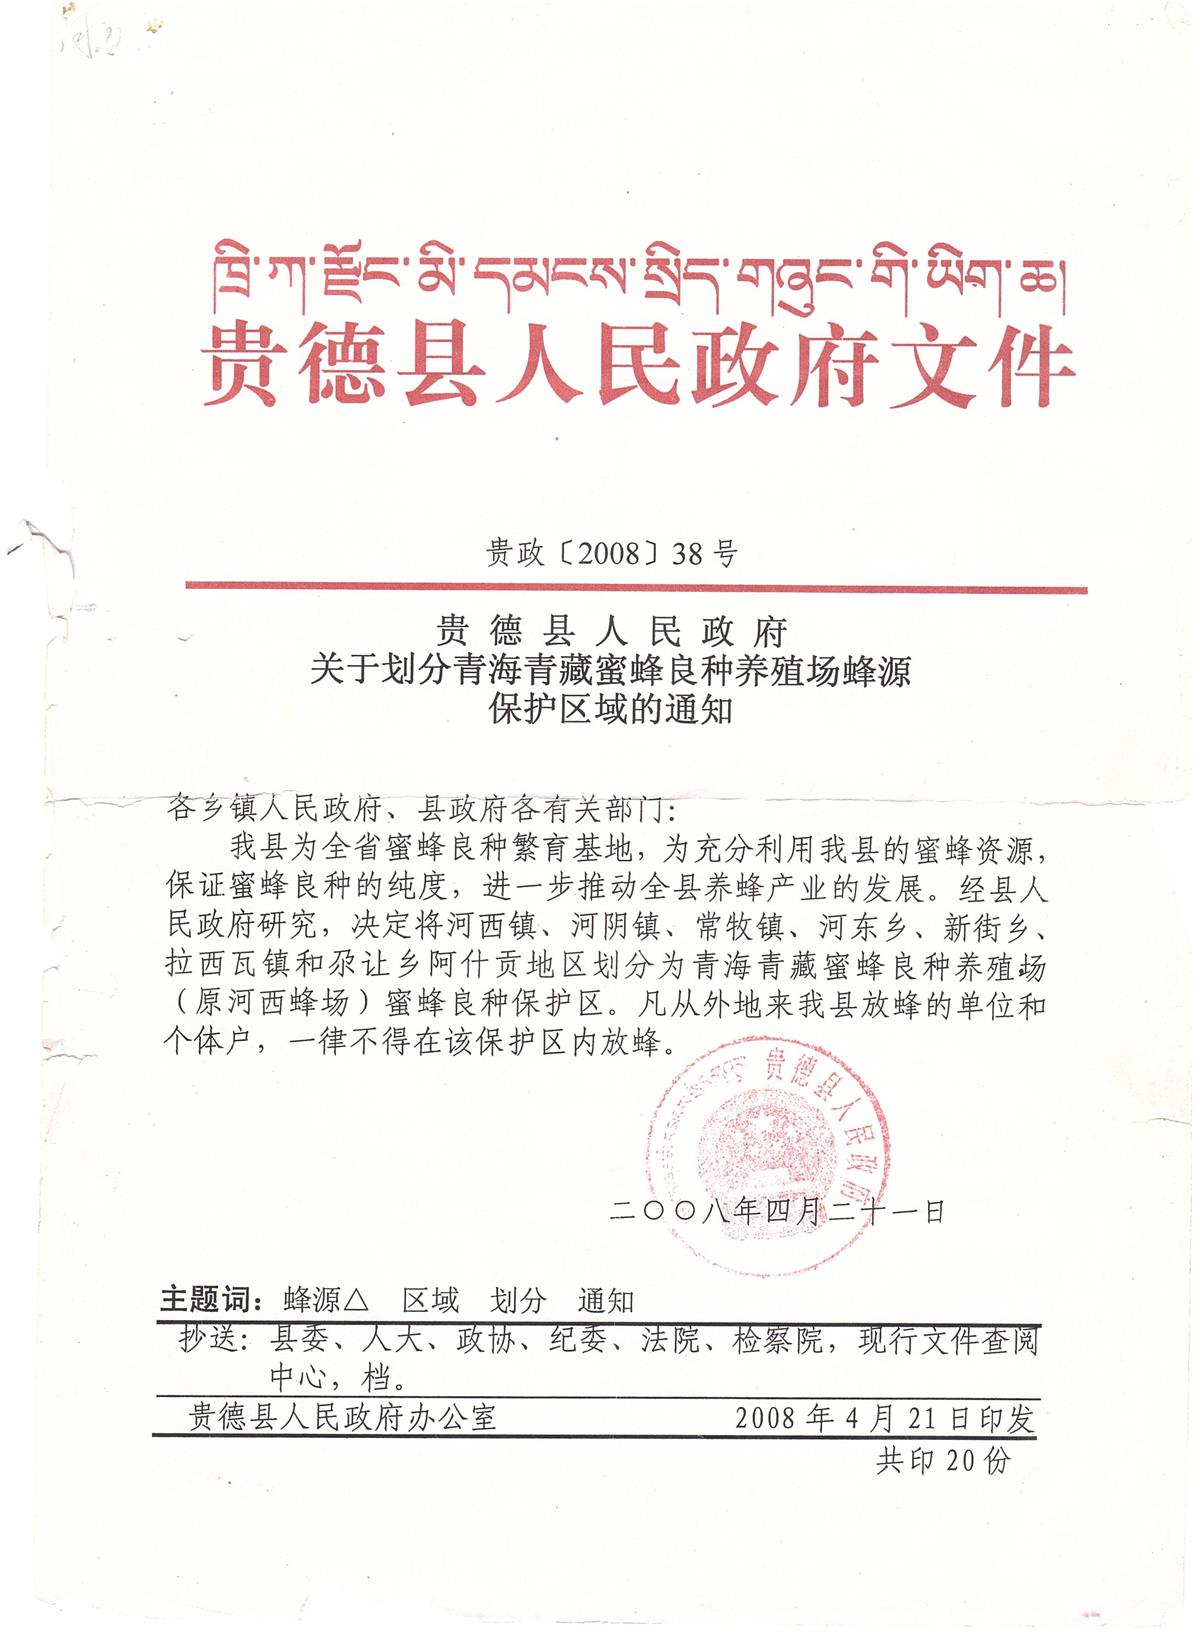 ཁྲི་ཀ་རྫོང་མི་དམངས་སྲིད་གཞུང་གི་ཡིག་ཆ།
贵德县人民政府文件
贵政〔2008〕38号
贵德县人民政府
关于划分青海青藏蜜蜂良种养殖场蜂源
保护区域的通知
各乡镇人民政府、县政府各有关部门：
我县为全省蜜蜂良种繁育基地，为充分利用我县的蜜蜂资源，
保证蜜蜂良种的纯度，进一步推动全县养蜂产业的发展。经县人
民政府研究，决定将河西镇、河阴镇、常牧镇、河东乡、新街乡、
拉西瓦镇和尕让乡阿什贡地区划分为青海青藏蜜蜂良种养殖场
（原河西蜂场）蜜蜂良种保护区。凡从外地来我县放蜂的单位和
个体户，一律不得在该保护区内放蜂。
贵德县人民政府
二〇〇八年四月二十一日
主题词：蜂源△ 区域 划分 通知
抄送：县委、人大、政协、纪委、法院、检察院，现行文件查阅
中心，档。
贵德县人民政府办公室 2008年4月21日印发
共印20份